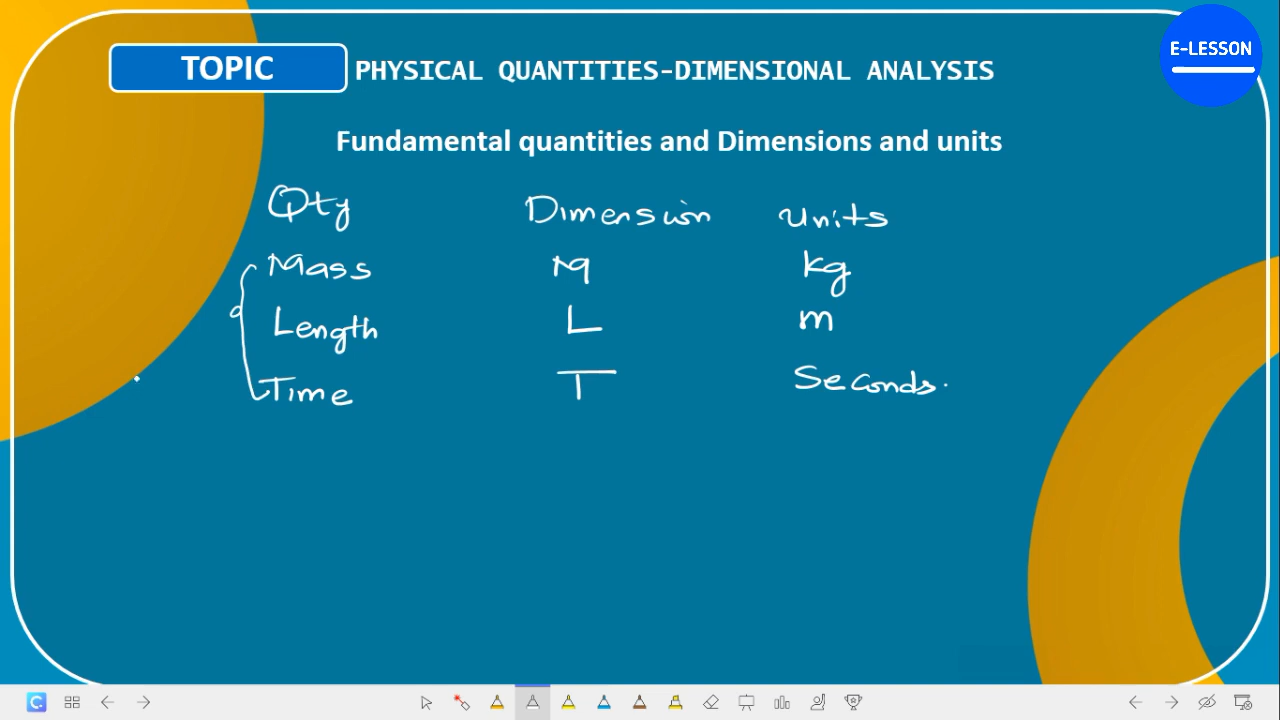 E-LESSON
TOPIC PHYSICAL QUANTITIES-DIMENSIONAL ANALYSIS
Fundamental quantities and Dimensions and units
Qty Dimension Units
Mass M kg
Length L m
Time T Seconds.